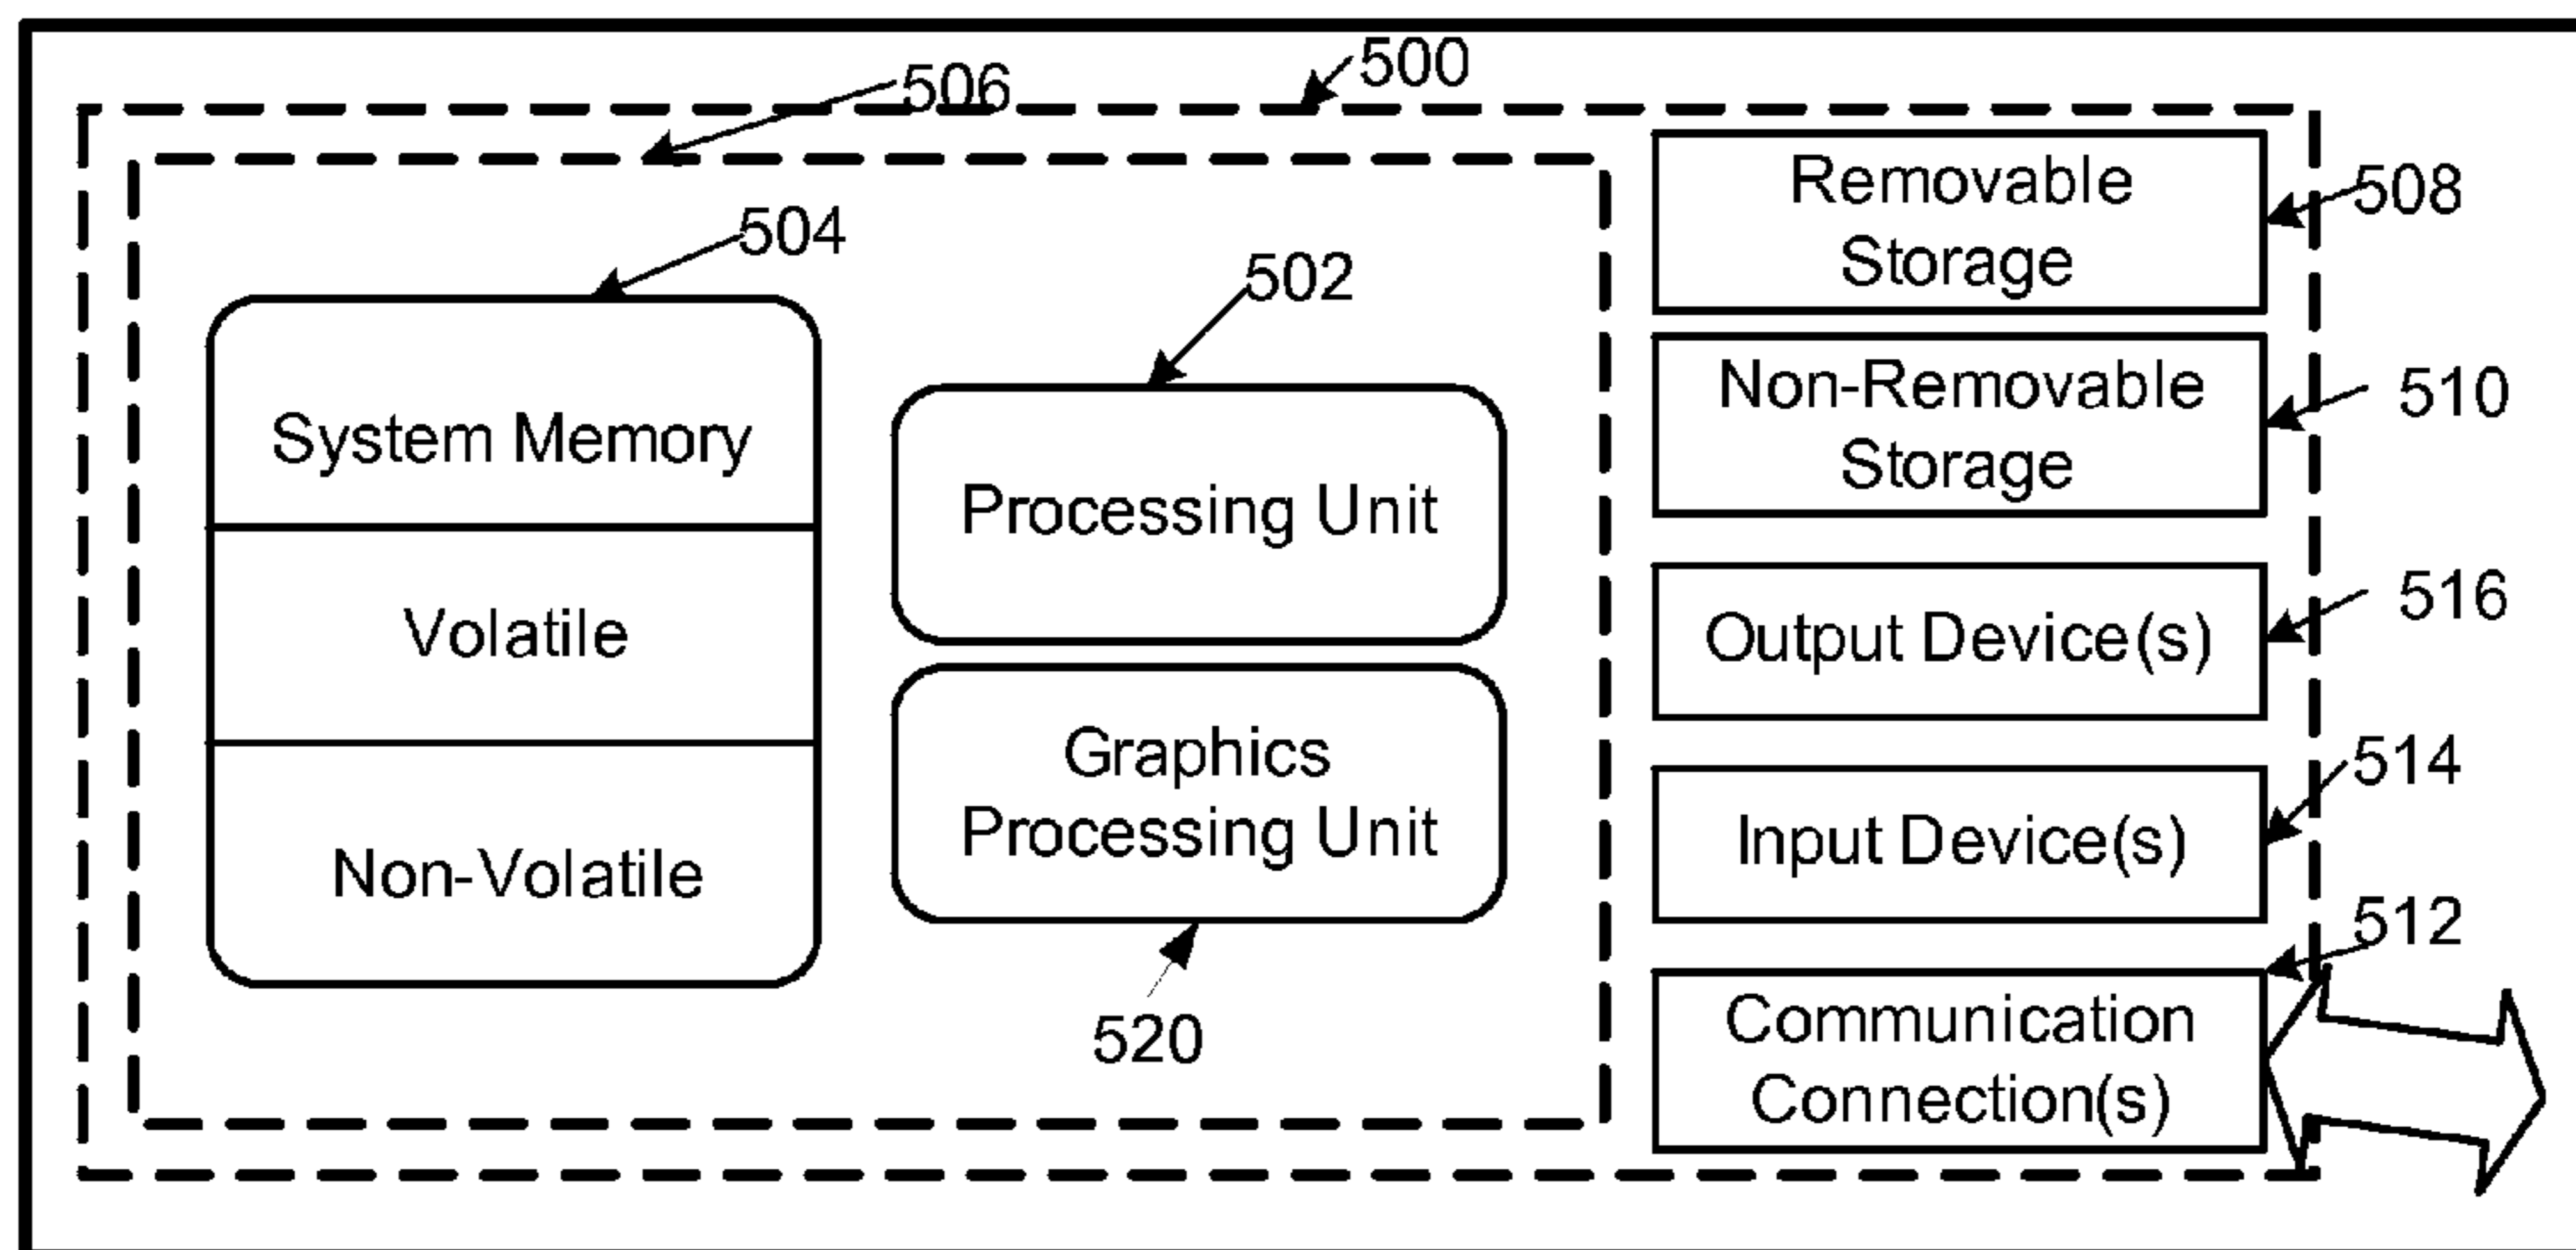 500
506
Removable
Storage
508
504
502
Non-Removable
Storage
510
System Memory
Processing Unit
Output Device(s)
516
Volatile
Graphics
Processing Unit
Input Device(s)
514
Non-Volatile
512
520
Communication
Connection(s)